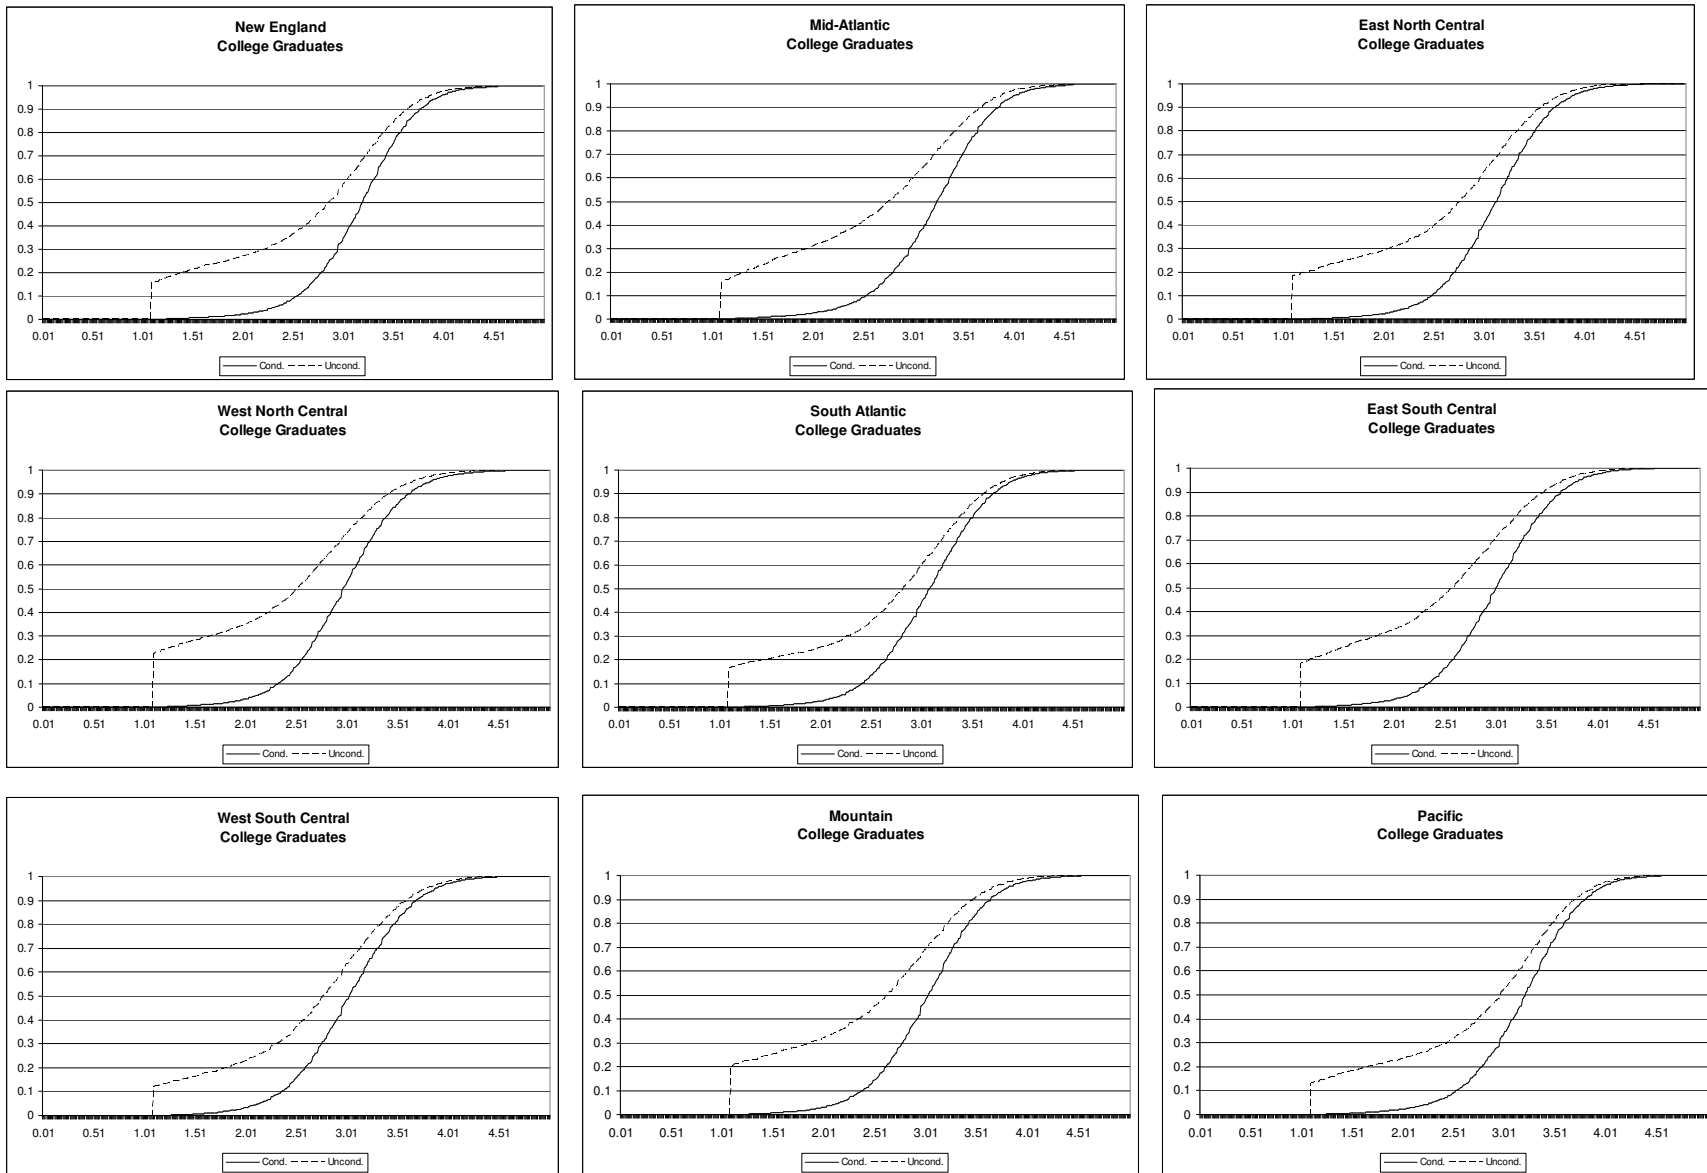 New England
College Graduates
1
0.9
0.8
0.7
0.6
0.5
0.4
0.3
0.2
0.1
0
0.01 0.51 1.01 1.51 2.01 2.51 3.01 3.51 4.01 4.51
Cond. Uncond.
Mid-Atlantic
College Graduates
1
0.9
0.8
0.7
0.6
0.5
0.4
0.3
0.2
0.1
0
0.01 0.51 1.01 1.51 2.01 2.51 3.01 3.51 4.01 4.51
Cond. Uncond.
East North Central
College Graduates
1
0.9
0.8
0.7
0.6
0.5
0.4
0.3
0.2
0.1
0
0.01 0.51 1.01 1.51 2.01 2.51 3.01 3.51 4.01 4.51
Cond. Uncond.
West North Central
College Graduates
1
0.9
0.8
0.7
0.6
0.5
0.4
0.3
0.2
0.1
0
0.01 0.51 1.01 1.51 2.01 2.51 3.01 3.51 4.01 4.51
Cond. Uncond.
South Atlantic
College Graduates
1
0.9
0.8
0.7
0.6
0.5
0.4
0.3
0.2
0.1
0
0.01 0.51 1.01 1.51 2.01 2.51 3.01 3.51 4.01 4.51
Cond. Uncond.
East South Central
College Graduates
1
0.9
0.8
0.7
0.6
0.5
0.4
0.3
0.2
0.1
0
0.01 0.51 1.01 1.51 2.01 2.51 3.01 3.51 4.01 4.51
Cond. Uncond.
West South Central
College Graduates
1
0.9
0.8
0.7
0.6
0.5
0.4
0.3
0.2
0.1
0
0.01 0.51 1.01 1.51 2.01 2.51 3.01 3.51 4.01 4.51
Cond. Uncond.
Mountain
College Graduates
1
0.9
0.8
0.7
0.6
0.5
0.4
0.3
0.2
0.1
0
0.01 0.51 1.01 1.51 2.01 2.51 3.01 3.51 4.01 4.51
Cond. Uncond.
Pacific
College Graduates
1
0.9
0.8
0.7
0.6
0.5
0.4
0.3
0.2
0.1
0
0.01 0.51 1.01 1.51 2.01 2.51 3.01 3.51 4.01 4.51
Cond. Uncond.